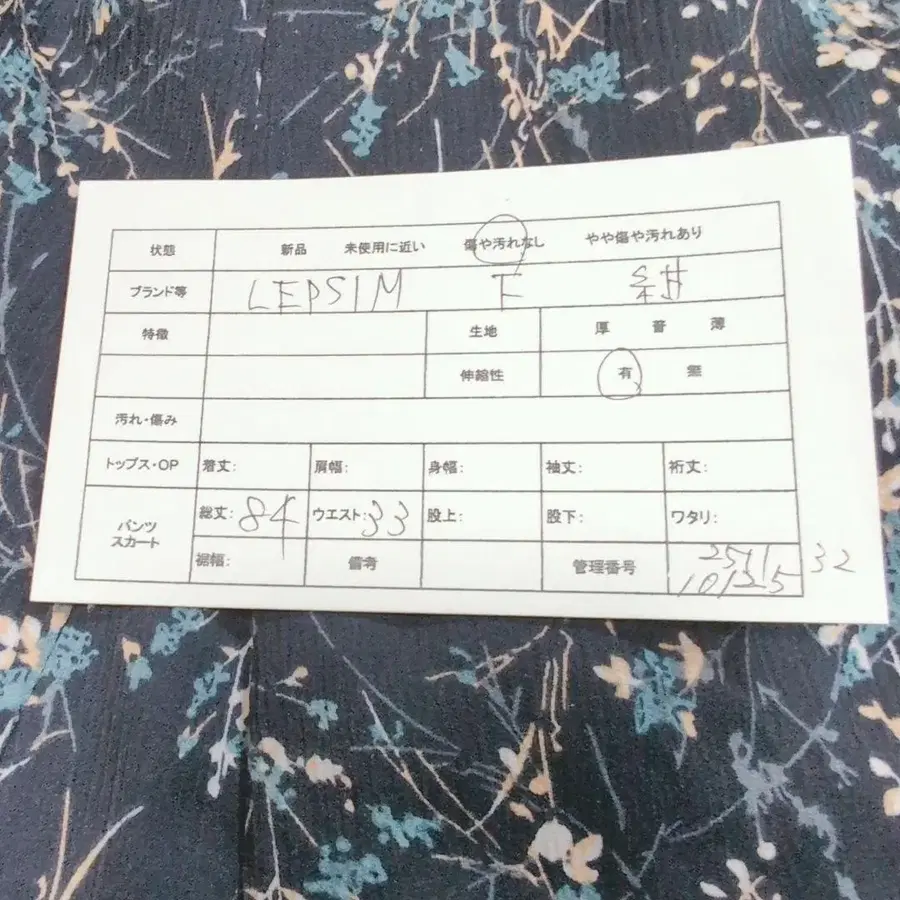 状態 新品 未使用に近い 傷や汚れなし やや傷や汚れあり
ブランド等 LEPSIM F 紺
特徴 生地 厚 普 薄
伸縮性 有 無
汚れ・傷み
トップス・OP 着丈: 肩幅: 身幅: 袖丈: 裄丈:
パンツ スカート 総丈: 84 ウエスト: 33 股上: 股下: ワタリ:
裾幅: 備考 管理番号 2511 32
10125